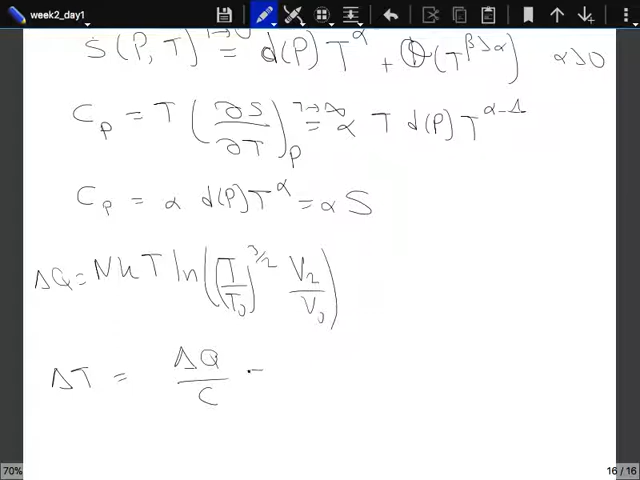 week2_day1
S(P, T) T→0 = d(P) T^α + O(T^β>α) α>0
C_P = T (∂S/∂T)_P T→∞ = α T d(P) T^α-1
C_P = α d(P) T^α = α S
ΔQ = NkT ln((T/T_0)^3/2 V_2/V_0)
ΔT = ΔQ/C -
70%
16 / 16